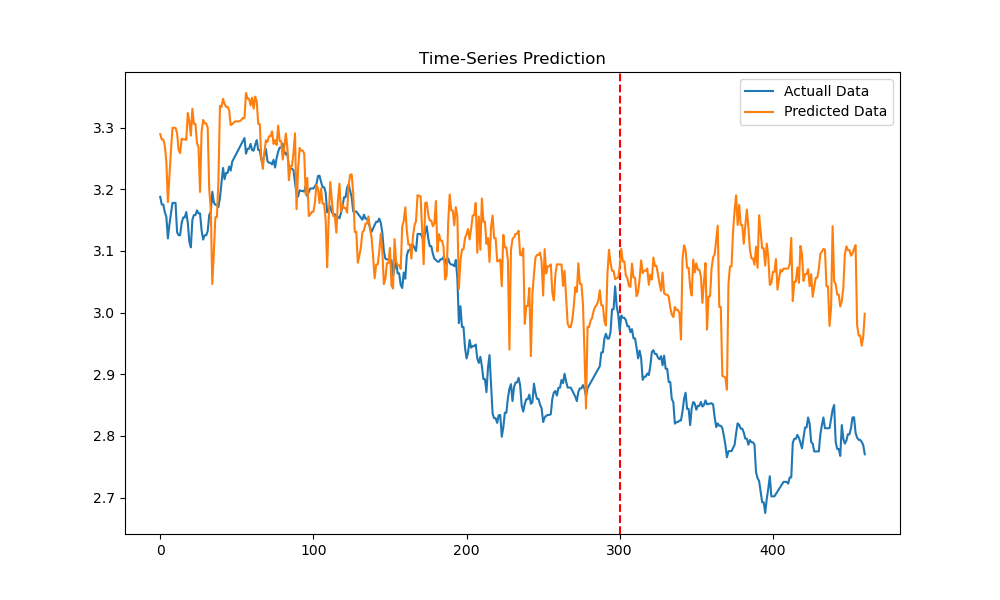 Time-Series Prediction
Actuall Data
Predicted Data
3.3
3.2
3.1
3.0
2.9
2.8
2.7
0 100 200 300 400